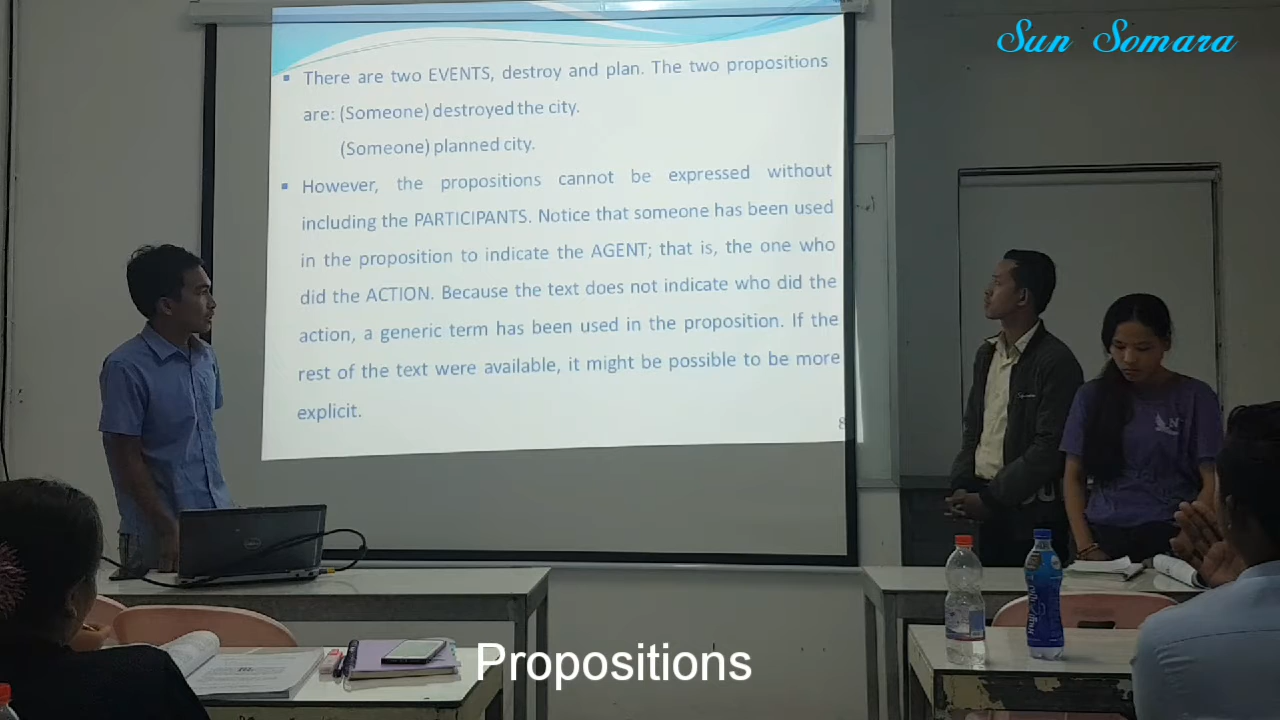 Sun Somara
▪ There are two EVENTS, destroy and plan. The two propositions
are: (Someone) destroyed the city.
(Someone) planned city.
▪ However, the propositions cannot be expressed without
including the PARTICIPANTS. Notice that someone has been used
in the proposition to indicate the AGENT; that is, the one who
did the ACTION. Because the text does not indicate who did the
action, a generic term has been used in the proposition. If the
rest of the text were available, it might be possible to be more
explicit.
8
Propositions